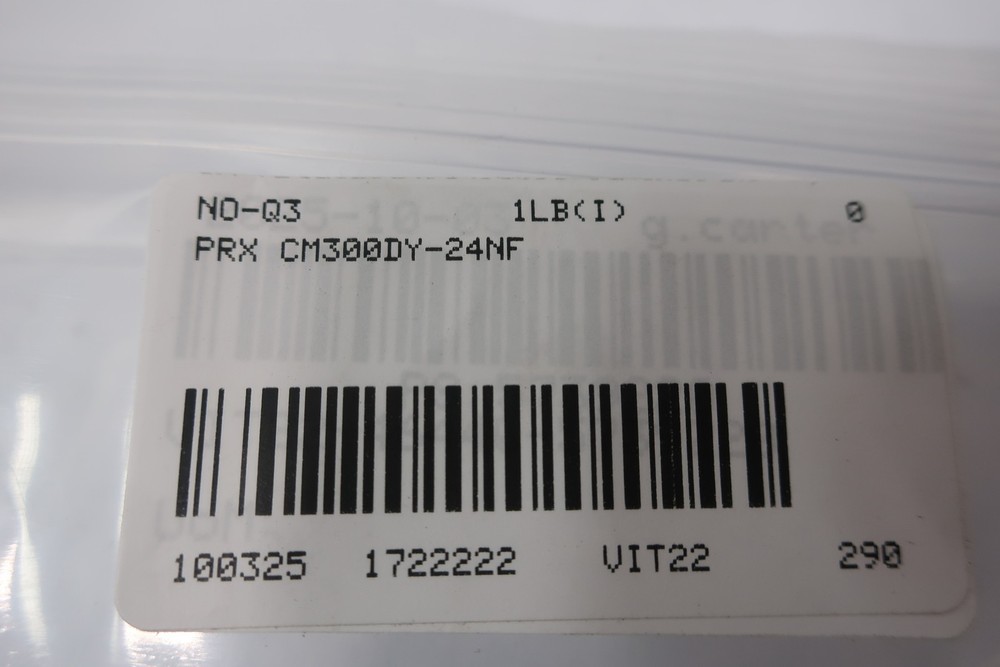 NO-Q3 1LB(I) 0
PRX CM300DY-24NF
100325 1722222 VIT22 290